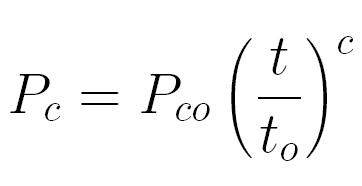 P_c = P_{co} \left( \frac{t}{t_o} \right)^c